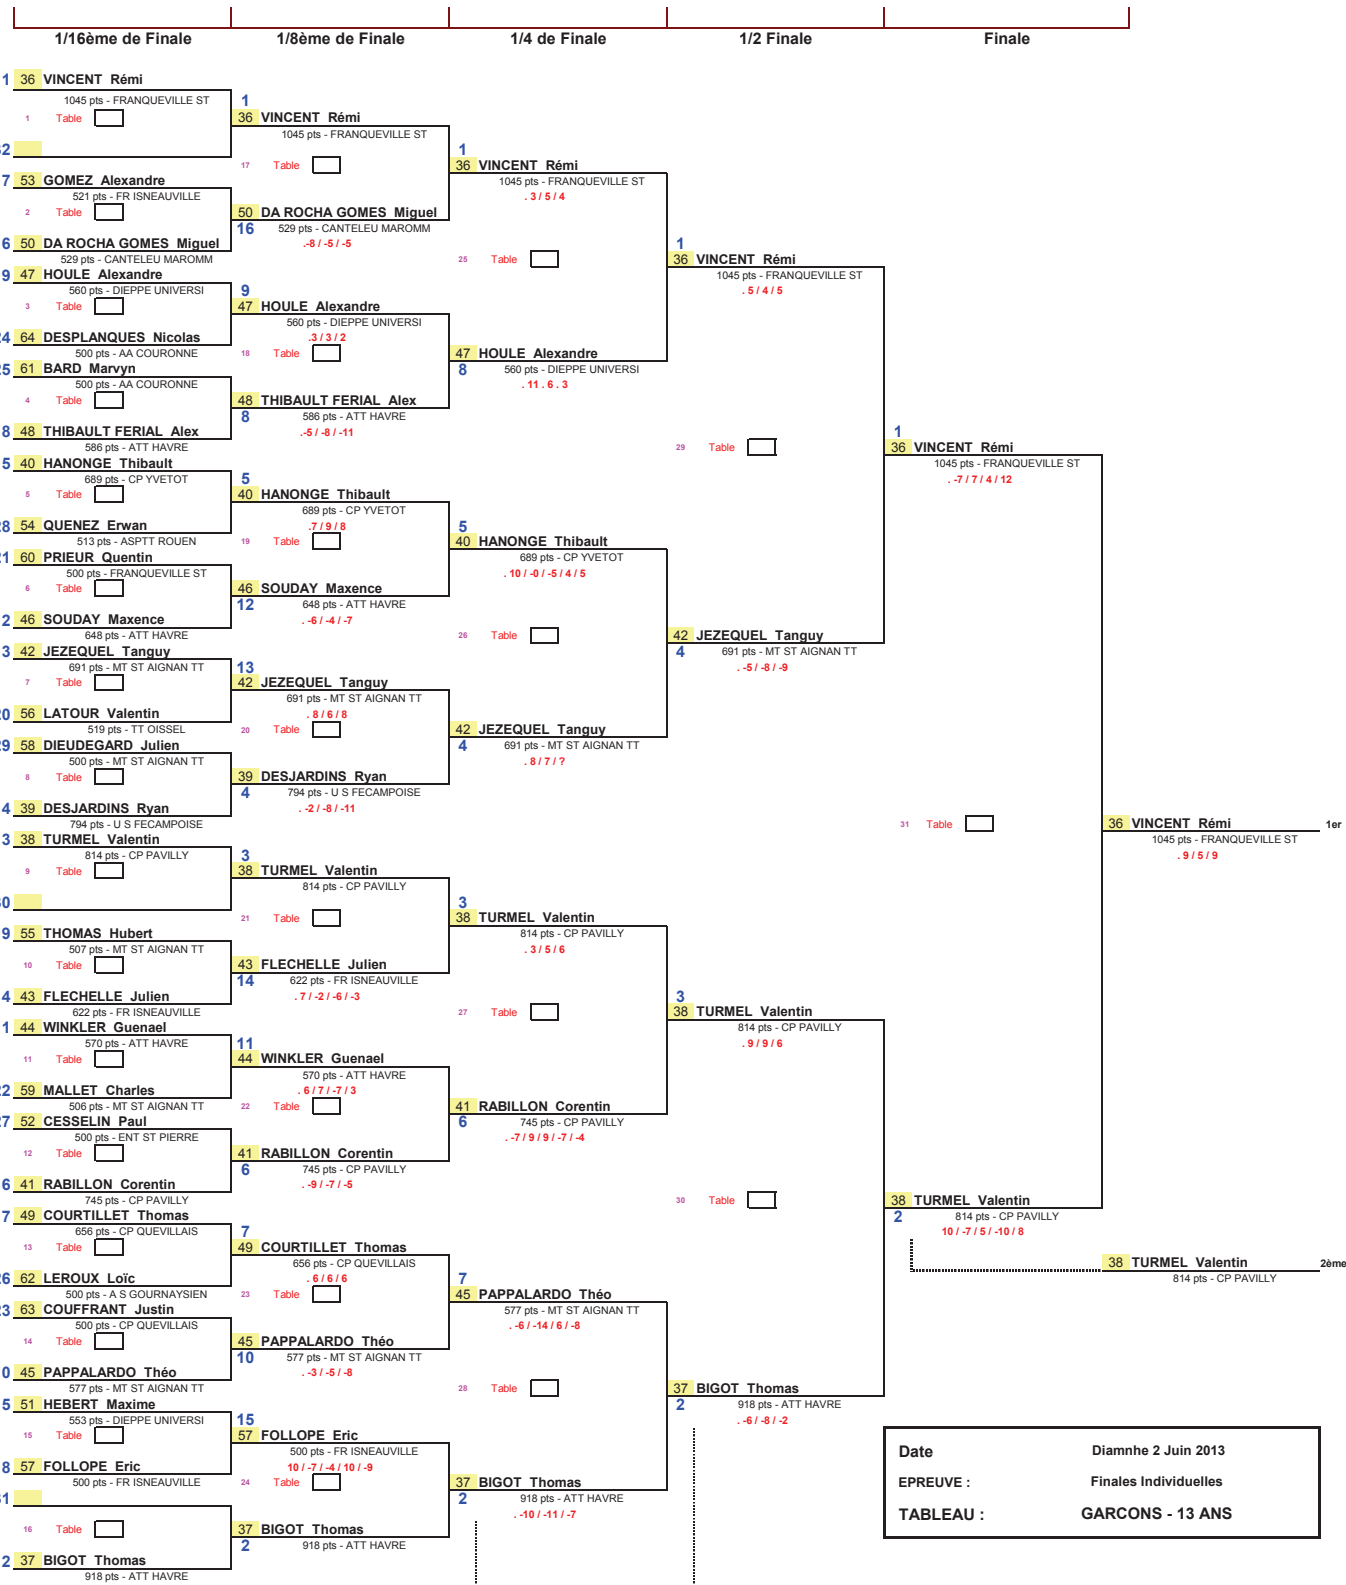 1/16ème de Finale
1/8ème de Finale
1/4 de Finale
1/2 Finale
Finale
1 36 VINCENT Rémi
1045 pts - FRANQUEVILLE ST
1 Table
7 53 GOMEZ Alexandre
521 pts - FR ISNEAUVILLE
2 Table
6 50 DA ROCHA GOMES Miguel
529 pts - CANTELEU MAROMM
9 47 HOULE Alexandre
560 pts - DIEPPE UNIVERSI
3 Table
24 64 DESPLANQUES Nicolas
500 pts - AA COURONNE
25 61 BARD Marvyn
500 pts - AA COURONNE
4 Table
8 48 THIBAULT FERIAL Alex
586 pts - ATT HAVRE
5 40 HANONGE Thibault
689 pts - CP YVETOT
5 Table
28 54 QUENEZ Erwan
513 pts - ASPTT ROUEN
21 60 PRIEUR Quentin
500 pts - FRANQUEVILLE ST
6 Table
2 46 SOUDAY Maxence
648 pts - ATT HAVRE
3 42 JEZEQUEL Tanguy
691 pts - MT ST AIGNAN TT
7 Table
20 56 LATOUR Valentin
519 pts - TT OISSEL
29 58 DIEUDEGARD Julien
500 pts - MT ST AIGNAN TT
8 Table
4 39 DESJARDINS Ryan
794 pts - U S FECAMPOISE
3 38 TURMEL Valentin
814 pts - CP PAVILLY
9 Table
9 55 THOMAS Hubert
507 pts - MT ST AIGNAN TT
10 Table
4 43 FLECHELLE Julien
622 pts - FR ISNEAUVILLE
1 44 WINKLER Guenael
570 pts - ATT HAVRE
11 Table
22 59 MALLET Charles
506 pts - MT ST AIGNAN TT
27 52 CESSELIN Paul
500 pts - ENT ST PIERRE
12 Table
6 41 RABILLON Corentin
745 pts - CP PAVILLY
7 49 COURTILLET Thomas
656 pts - CP QUEVILLAIS
13 Table
26 62 LEROUX Loïc
500 pts - A S GOURNAYSIEN
23 63 COUFFRANT Justin
500 pts - CP QUEVILLAIS
14 Table
0 45 PAPPALARDO Théo
577 pts - MT ST AIGNAN TT
5 51 HEBERT Maxime
553 pts - DIEPPE UNIVERSI
15 Table
8 57 FOLLOPE Eric
500 pts - FR ISNEAUVILLE
16 Table
2 37 BIGOT Thomas
918 pts - ATT HAVRE
1
36 VINCENT Rémi
1045 pts - FRANQUEVILLE ST
17 Table
50 DA ROCHA GOMES Miguel
16 529 pts - CANTELEU MAROMM
.-8 / -5 / -5
9
47 HOULE Alexandre
560 pts - DIEPPE UNIVERSI
.3 / 3 / 2
18 Table
48 THIBAULT FERIAL Alex
8 586 pts - ATT HAVRE
.-5 / -8 / -11
5
40 HANONGE Thibault
689 pts - CP YVETOT
.7 / 9 / 8
19 Table
46 SOUDAY Maxence
12 648 pts - ATT HAVRE
. -6 / -4 / -7
13
42 JEZEQUEL Tanguy
691 pts - MT ST AIGNAN TT
. 8 / 6 / 8
20 Table
39 DESJARDINS Ryan
4 794 pts - U S FECAMPOISE
. -2 / -8 / -11
3
38 TURMEL Valentin
814 pts - CP PAVILLY
21 Table
43 FLECHELLE Julien
14 622 pts - FR ISNEAUVILLE
. 7 / -2 / -6 / -3
11
44 WINKLER Guenael
570 pts - ATT HAVRE
. 6 / 7 / -7 / 3
22 Table
41 RABILLON Corentin
6 745 pts - CP PAVILLY
. -9 / -7 / -5
7
49 COURTILLET Thomas
656 pts - CP QUEVILLAIS
. 6 / 6 / 6
23 Table
45 PAPPALARDO Théo
10 577 pts - MT ST AIGNAN TT
. -3 / -5 / -8
15
57 FOLLOPE Eric
500 pts - FR ISNEAUVILLE
10 / -7 / -4 / 10 / -9
24 Table
37 BIGOT Thomas
2 918 pts - ATT HAVRE
1
36 VINCENT Rémi
1045 pts - FRANQUEVILLE ST
. 3 / 5 / 4
25 Table
47 HOULE Alexandre
8 560 pts - DIEPPE UNIVERSI
. 11 . 6 . 3
5
40 HANONGE Thibault
689 pts - CP YVETOT
. 10 / -0 / -5 / 4 / 5
26 Table
42 JEZEQUEL Tanguy
4 691 pts - MT ST AIGNAN TT
. 8 / 7 / ?
3
38 TURMEL Valentin
814 pts - CP PAVILLY
. 3 / 5 / 6
27 Table
41 RABILLON Corentin
6 745 pts - CP PAVILLY
. -7 / 9 / 9 / -7 / -4
7
45 PAPPALARDO Théo
577 pts - MT ST AIGNAN TT
. -6 / -14 / 6 / -8
28 Table
37 BIGOT Thomas
2 918 pts - ATT HAVRE
. -10 / -11 / -7
1
36 VINCENT Rémi
1045 pts - FRANQUEVILLE ST
. 5 / 4 / 5
29 Table
42 JEZEQUEL Tanguy
4 691 pts - MT ST AIGNAN TT
. -5 / -8 / -9
3
38 TURMEL Valentin
814 pts - CP PAVILLY
. 9 / 9 / 6
30 Table
37 BIGOT Thomas
2 918 pts - ATT HAVRE
. -6 / -8 / -2
1
36 VINCENT Rémi
1045 pts - FRANQUEVILLE ST
. -7 / 7 / 4 / 12
31 Table
38 TURMEL Valentin
2 814 pts - CP PAVILLY
10 / -7 / 5 / -10 / 8
36 VINCENT Rémi 1er
1045 pts - FRANQUEVILLE ST
. 9 / 5 / 9
38 TURMEL Valentin 2ème
814 pts - CP PAVILLY
Date Diamnhe 2 Juin 2013
EPREUVE : Finales Individuelles
TABLEAU : GARCONS - 13 ANS